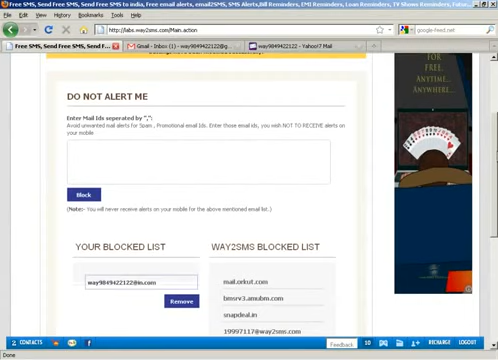 Free SMS, Send Free SMS, Send Free SMS to india, Free email alerts, email2SMS, SMS Alerts,Bill Reminders, EMI Reminders, Loan Reminders, TV Shows Reminders, Futur...
File Edit View History Bookmarks Tools Help
http://labs.way2sms.com/Main.action
google-feed.net
Free SMS, Send Free SMS, Send F...
Gmail - Inbox (1) - way9849422122@g...
way9849422122 - Yahoo!7 Mail
FOR
FREE.
ANYTIME...
ANYWHERE...
DO NOT ALERT ME
Enter Mail Ids seperated by ",":
Avoid unwanted mail alerts for Spam , Promotional email Ids. Enter those email ids, you wish NOT TO RECEIVE alerts on
your mobile
Block
(Note:- You will never receive alerts on your mobile for the above mentioned email list.)
YOUR BLOCKED LIST
WAY2SMS BLOCKED LIST
way9849422122@in.com
Remove
mail.orkut.com
bmsrv3.amubm.com
snapdeal.in
19997117@way2sms.com
2 CONTACTS
Feedback
10
RECHARGE
LOGOUT
Done